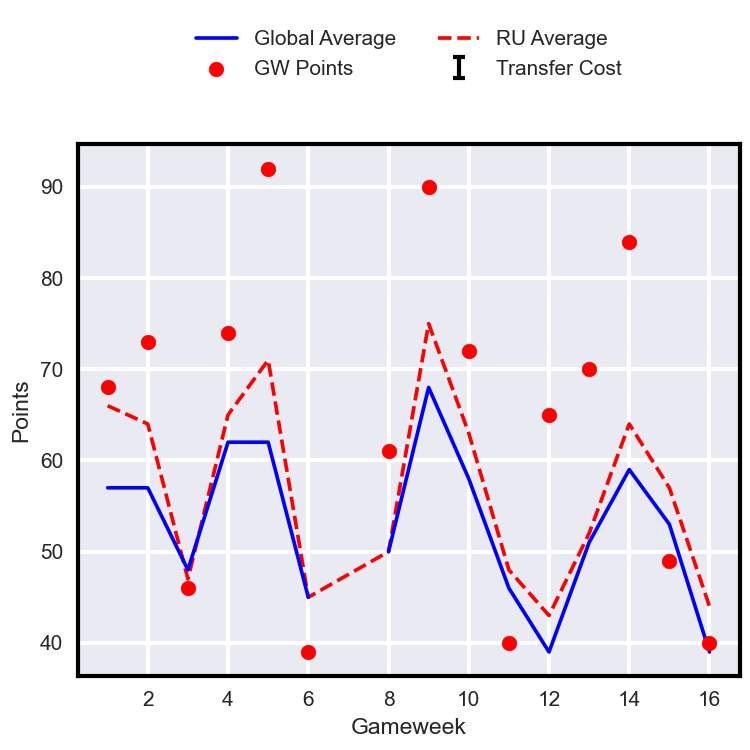 Global Average
RU Average
GW Points
Transfer Cost
90
80
70
60
50
40
Points
2 4 6 8 10 12 14 16
Gameweek